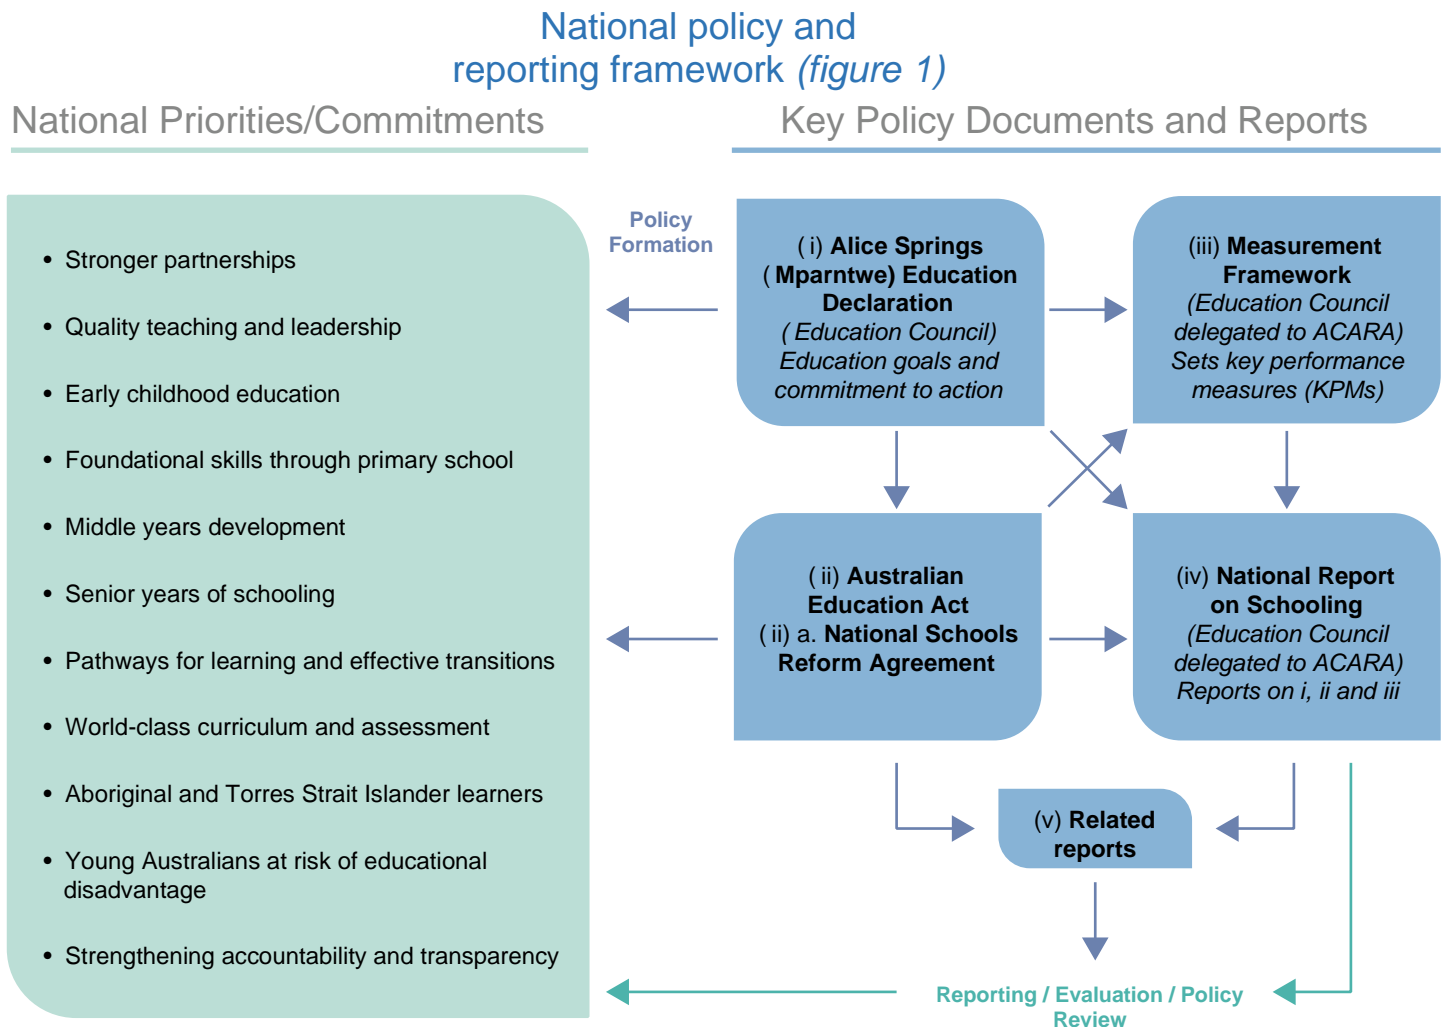 National policy and
reporting framework (figure 1)
National Priorities/Commitments
• Stronger partnerships
• Quality teaching and leadership
• Early childhood education
• Foundational skills through primary school
• Middle years development
• Senior years of schooling
• Pathways for learning and effective transitions
• World-class curriculum and assessment
• Aboriginal and Torres Strait Islander learners
• Young Australians at risk of educational
disadvantage
• Strengthening accountability and transparency
Key Policy Documents and Reports
Policy
Formation
(i) Alice Springs
(Mparntwe) Education
Declaration
(Education Council)
Education goals and
commitment to action
(iii) Measurement
Framework
(Education Council
delegated to ACARA)
Sets key performance
measures (KPMs)
(ii) Australian
Education Act
(ii) a. National Schools
Reform Agreement
(iv) National Report
on Schooling
(Education Council
delegated to ACARA)
Reports on i, ii and iii
(v) Related
reports
Reporting / Evaluation / Policy
Review